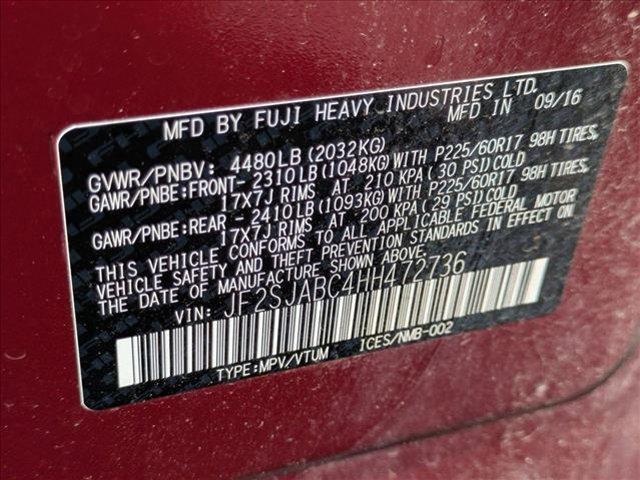 MFD BY FUJI HEAVY INDUSTRIES LTD.
MFD IN 09/16
GVWR/PNBV: 4480LB (2032KG)
GAWR/PNBE:FRONT- 2310LB (1048KG)WITH P225/60R17 98H TIRES,
17x7J RIMS AT 210 KPA (30 PSI)COLD
GAWR/PNBE:REAR - 2410LB (1093KG)WITH P225/60R17 98H TIRES,
17x7J RIMS AT 200 KPA (29 PSI)COLD
THIS VEHICLE CONFORMS TO ALL APPLICABLE FEDERAL MOTOR
VEHICLE SAFETY AND THEFT PREVENTION STANDARDS IN EFFECT ON
THE DATE OF MANUFACTURE SHOWN ABOVE.
VIN: JF2SJABC4HH472736
TYPE:MPV/VTUM ICES/NMB-002